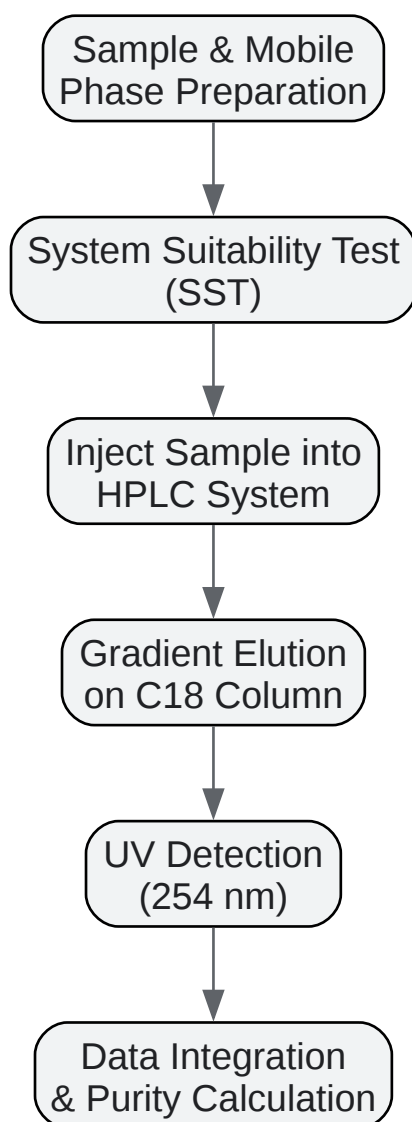 Sample & Mobile
Phase Preparation
System Suitability Test
(SST)
Inject Sample into
HPLC System
Gradient Elution
on C18 Column
UV Detection
(254 nm)
Data Integration
& Purity Calculation